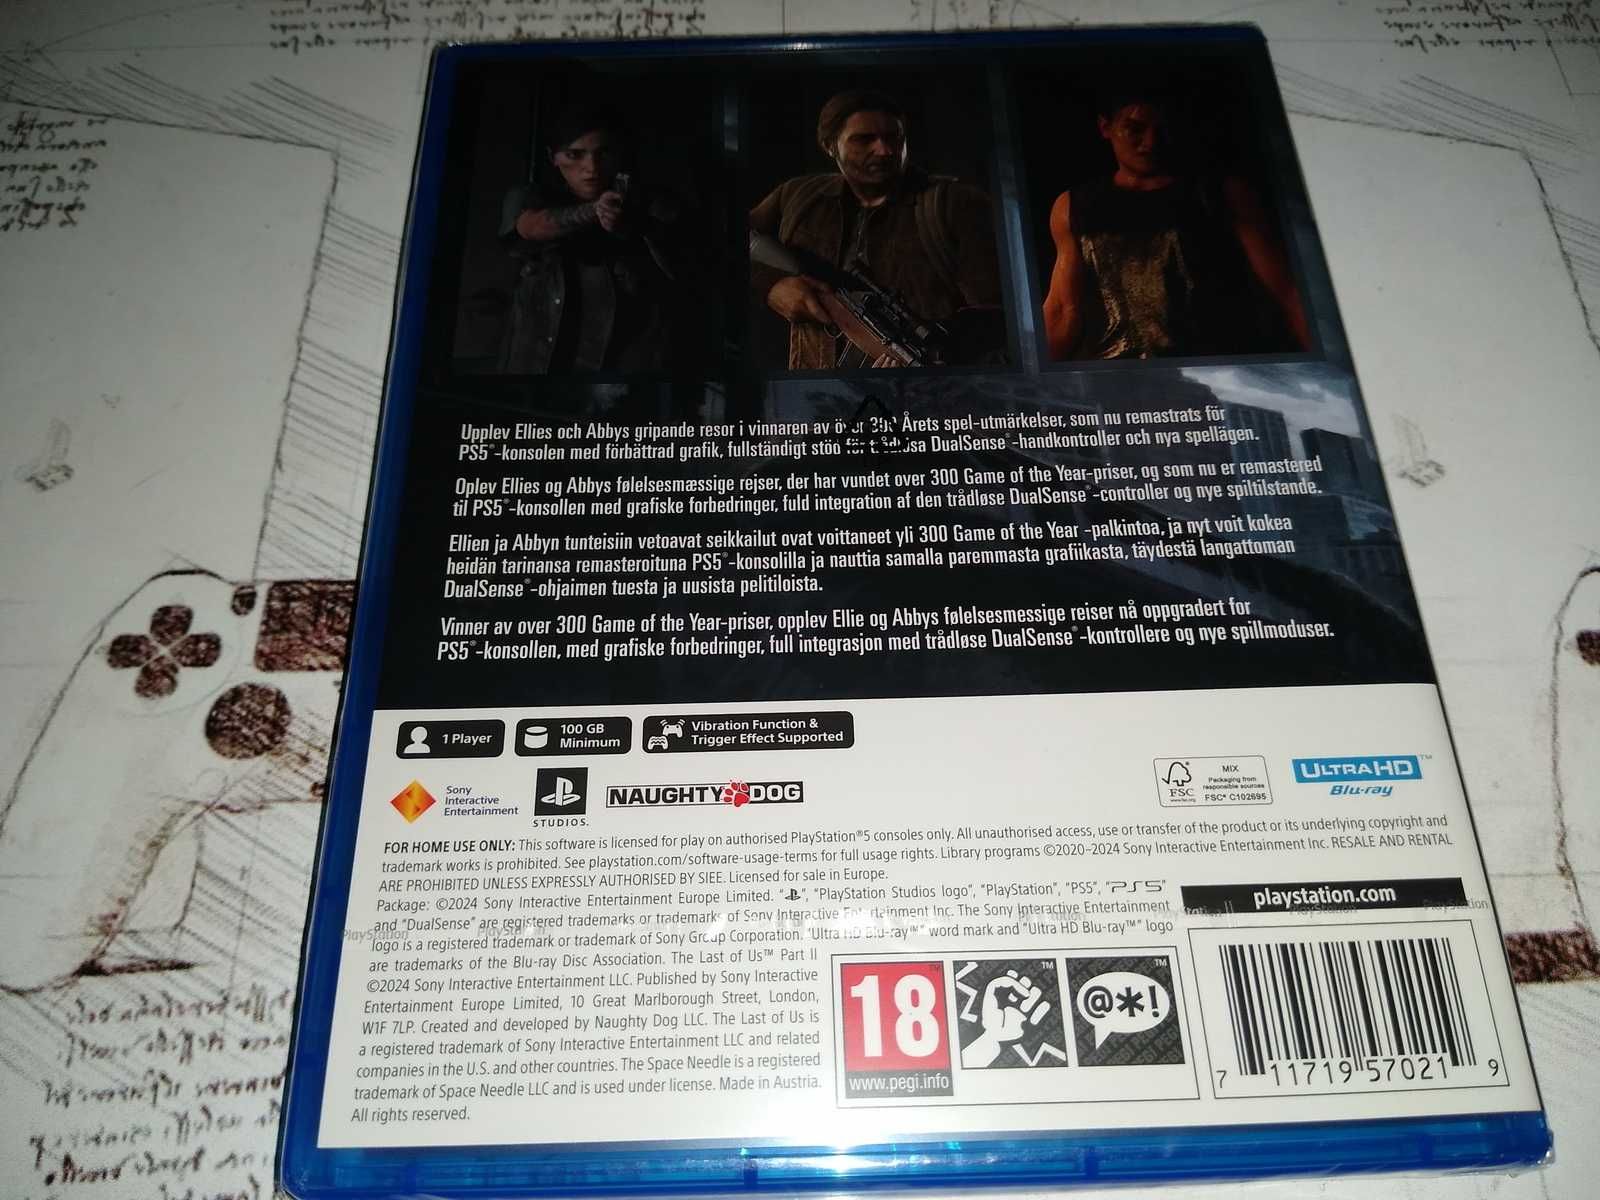 Upplev Ellies och Abbys gripande resor i vinnaren av över 300 Årets spel-utmärkelser, som nu remastrats för
PS5®-konsolen med förbättrad grafik, fullständigt stöd för trådlösa DualSense®-handkontroller och nya spellägen.
Oplev Ellies og Abbys følelsesmæssige rejser, der har vundet over 300 Game of the Year-priser, og som nu er remastered
til PS5®-konsollen med grafiske forbedringer, fuld integration af den trådløse DualSense®-controller og nye spiltilstande.
Ellien ja Abbyn tunteisiin vetoavat seikkailut ovat voittaneet yli 300 Game of the Year -palkintoa, ja nyt voit kokea
heidän tarinansa remasteroituna PS5®-konsolilla ja nauttia samalla paremmasta grafiikasta, täydestä langattoman
DualSense®-ohjaimen tuesta ja uusista pelitiloista.
Vinner av over 300 Game of the Year-priser, opplev Ellie og Abbys følelsesmessige reiser nå oppgradert for
PS5®-konsollen, med grafiske forbedringer, full integrasjon med trådløse DualSense®-kontrollere og nye spillmoduser.
1 Player
100 GB
Minimum
Vibration Function &
Trigger Effect Supported
Sony
Interactive
Entertainment
STUDIOS.
NAUGHTY DOG
FSC
www.fsc.org
MIX
Packaging from
responsible sources
FSC® C102695
ULTRA HD™
Blu-ray
FOR HOME USE ONLY: This software is licensed for play on authorised PlayStation®5 consoles only. All unauthorised access, use or transfer of the product or its underlying copyright and
trademark works is prohibited. See playstation.com/software-usage-terms for full usage rights. Library programs ©2020-2024 Sony Interactive Entertainment Inc. RESALE AND RENTAL
ARE PROHIBITED UNLESS EXPRESSLY AUTHORISED BY SIEE. Licensed for sale in Europe.
Package: ©2024 Sony Interactive Entertainment Europe Limited. "", "PlayStation Studios logo", "PlayStation", "PS5", "PS5"
and "DualSense" are registered trademarks or trademarks of Sony Interactive Entertainment Inc. The Sony Interactive Entertainment
logo is a registered trademark or trademark of Sony Group Corporation. "Ultra HD Blu-ray™" word mark and "Ultra HD Blu-ray™" logo
are trademarks of the Blu-ray Disc Association. The Last of Us™ Part II
©2024 Sony Interactive Entertainment LLC. Published by Sony Interactive
Entertainment Europe Limited, 10 Great Marlborough Street, London,
W1F 7LP. Created and developed by Naughty Dog LLC. The Last of Us is
a registered trademark of Sony Interactive Entertainment LLC and related
companies in the U.S. and other countries. The Space Needle is a registered
trademark of Space Needle LLC and is used under license. Made in Austria.
All rights reserved.
playstation.com
PlayStation PlayStation PlayStation PlayStation PlayStation
18™
www.pegi.info
™
@*!™
7 11719 57021 9